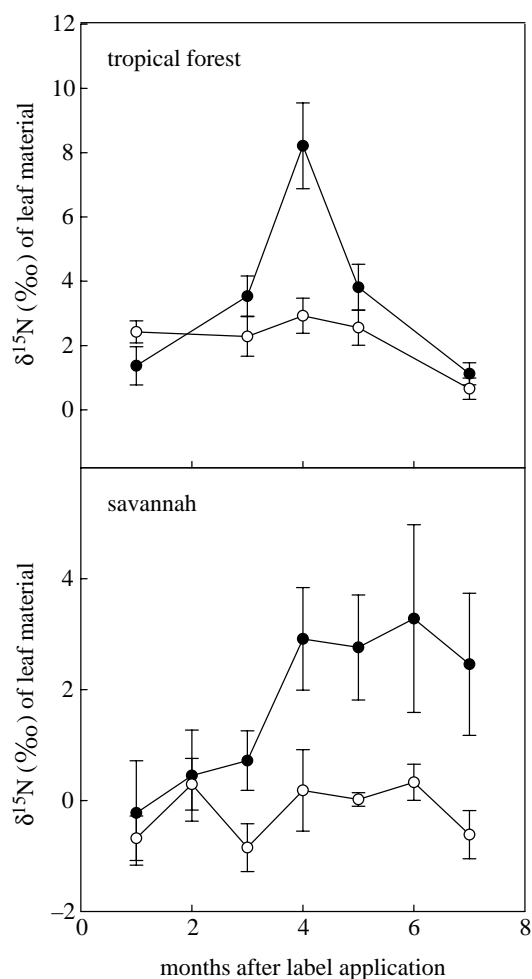 12
tropical forest
10
8
6
4
2
0
δ¹⁵N (‰) of leaf material
savannah
4
2
0
–2
δ¹⁵N (‰) of leaf material
0 2 4 6 8
months after label application